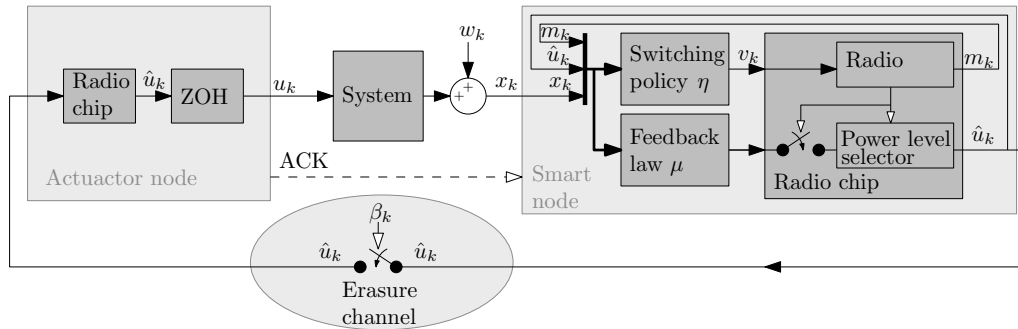 Radio
chip
û_k
ZOH
u_k
System
w_k
+
+
x_k
m_k
û_k
x_k
Switching
policy η
v_k
Radio
m_k
Feedback
law μ
Power level
selector
û_k
Radio chip
Actuactor node
ACK
Smart
node
β_k
û_k
û_k
Erasure
channel